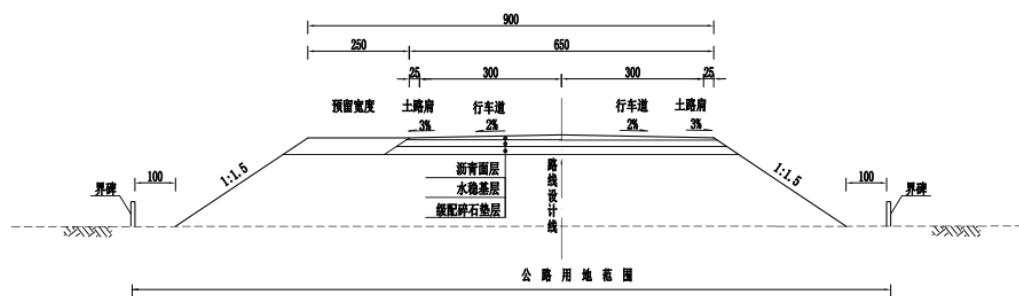 900
250 650
25 300 300 25
预留宽度 土路肩 行车道 行车道 土路肩
3% 2% 2% 3%
沥青面层
水稳基层
级配碎石垫层
路线设计线
1:1.5 1:1.5
界碑 100 100 界碑
公路用地范围